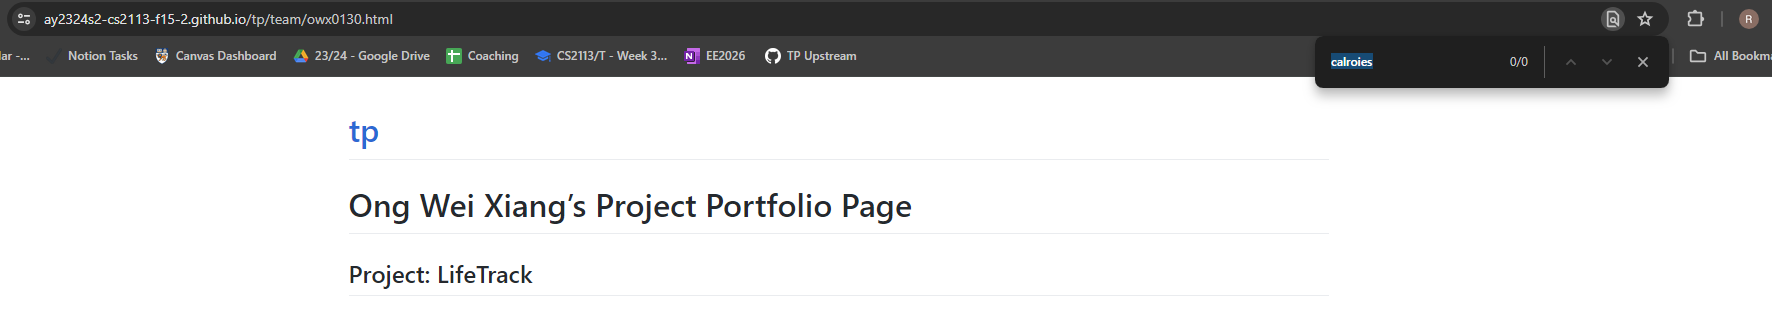 ay2324s2-cs2113-f15-2.github.io/tp/team/owx0130.html
R
lar -...
Notion Tasks
Canvas Dashboard
23/24 - Google Drive
Coaching
CS2113/T - Week 3...
EE2026
TP Upstream
calroies
0/0
All Bookma
tp
Ong Wei Xiang’s Project Portfolio Page
Project: LifeTrack